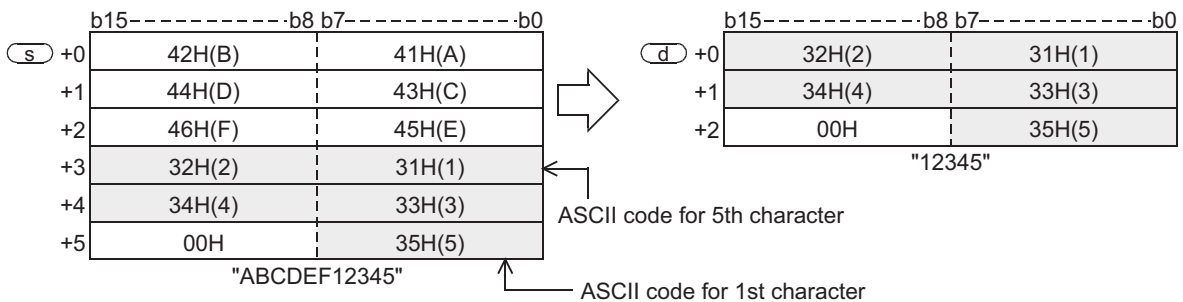 b15 b8 b7 b0 b15 b8 b7 b0
s +0 42H(B) 41H(A) d +0 32H(2) 31H(1)
+1 44H(D) 43H(C) +1 34H(4) 33H(3)
+2 46H(F) 45H(E) +2 00H 35H(5)
+3 32H(2) 31H(1) "12345"
+4 34H(4) 33H(3) ASCII code for 5th character
+5 00H 35H(5)
"ABCDEF12345"
ASCII code for 1st character